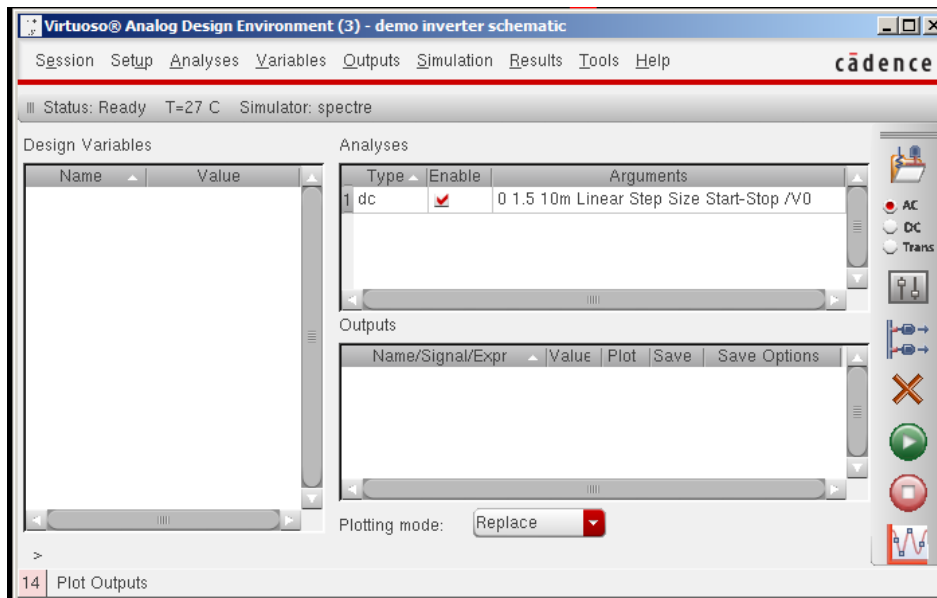 Virtuoso® Analog Design Environment (3) - demo inverter schematic
Session Setup Analyses Variables Outputs Simulation Results Tools Help
cādence
Status: Ready T=27 C Simulator: spectre
Design Variables
Name Value
Analyses
Type Enable Arguments
1 dc 0 1.5 10m Linear Step Size Start-Stop /V0
Outputs
Name/Signal/Expr Value Plot Save Save Options
Plotting mode: Replace
AC
DC
Trans
>
14 Plot Outputs